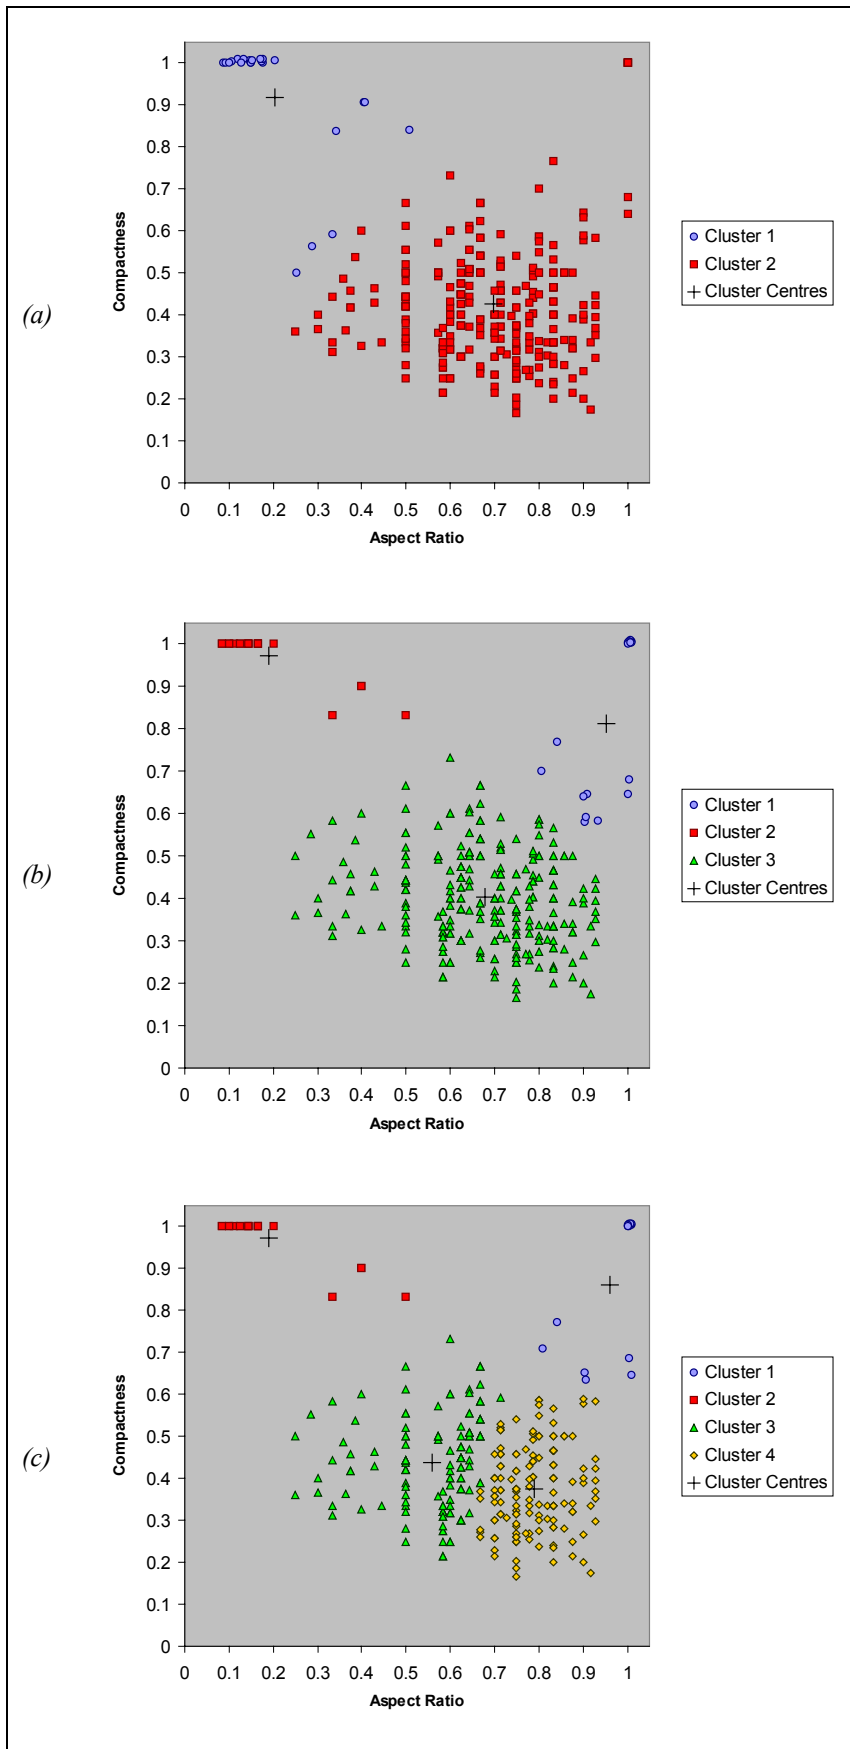 (a)
Compactness
1
0.9
0.8
0.7
0.6
0.5
0.4
0.3
0.2
0.1
0
0 0.1 0.2 0.3 0.4 0.5 0.6 0.7 0.8 0.9 1
Aspect Ratio
Cluster 1
Cluster 2
Cluster Centres
(b)
Compactness
1
0.9
0.8
0.7
0.6
0.5
0.4
0.3
0.2
0.1
0
0 0.1 0.2 0.3 0.4 0.5 0.6 0.7 0.8 0.9 1
Aspect Ratio
Cluster 1
Cluster 2
Cluster 3
Cluster Centres
(c)
Compactness
1
0.9
0.8
0.7
0.6
0.5
0.4
0.3
0.2
0.1
0
0 0.1 0.2 0.3 0.4 0.5 0.6 0.7 0.8 0.9 1
Aspect Ratio
Cluster 1
Cluster 2
Cluster 3
Cluster 4
Cluster Centres